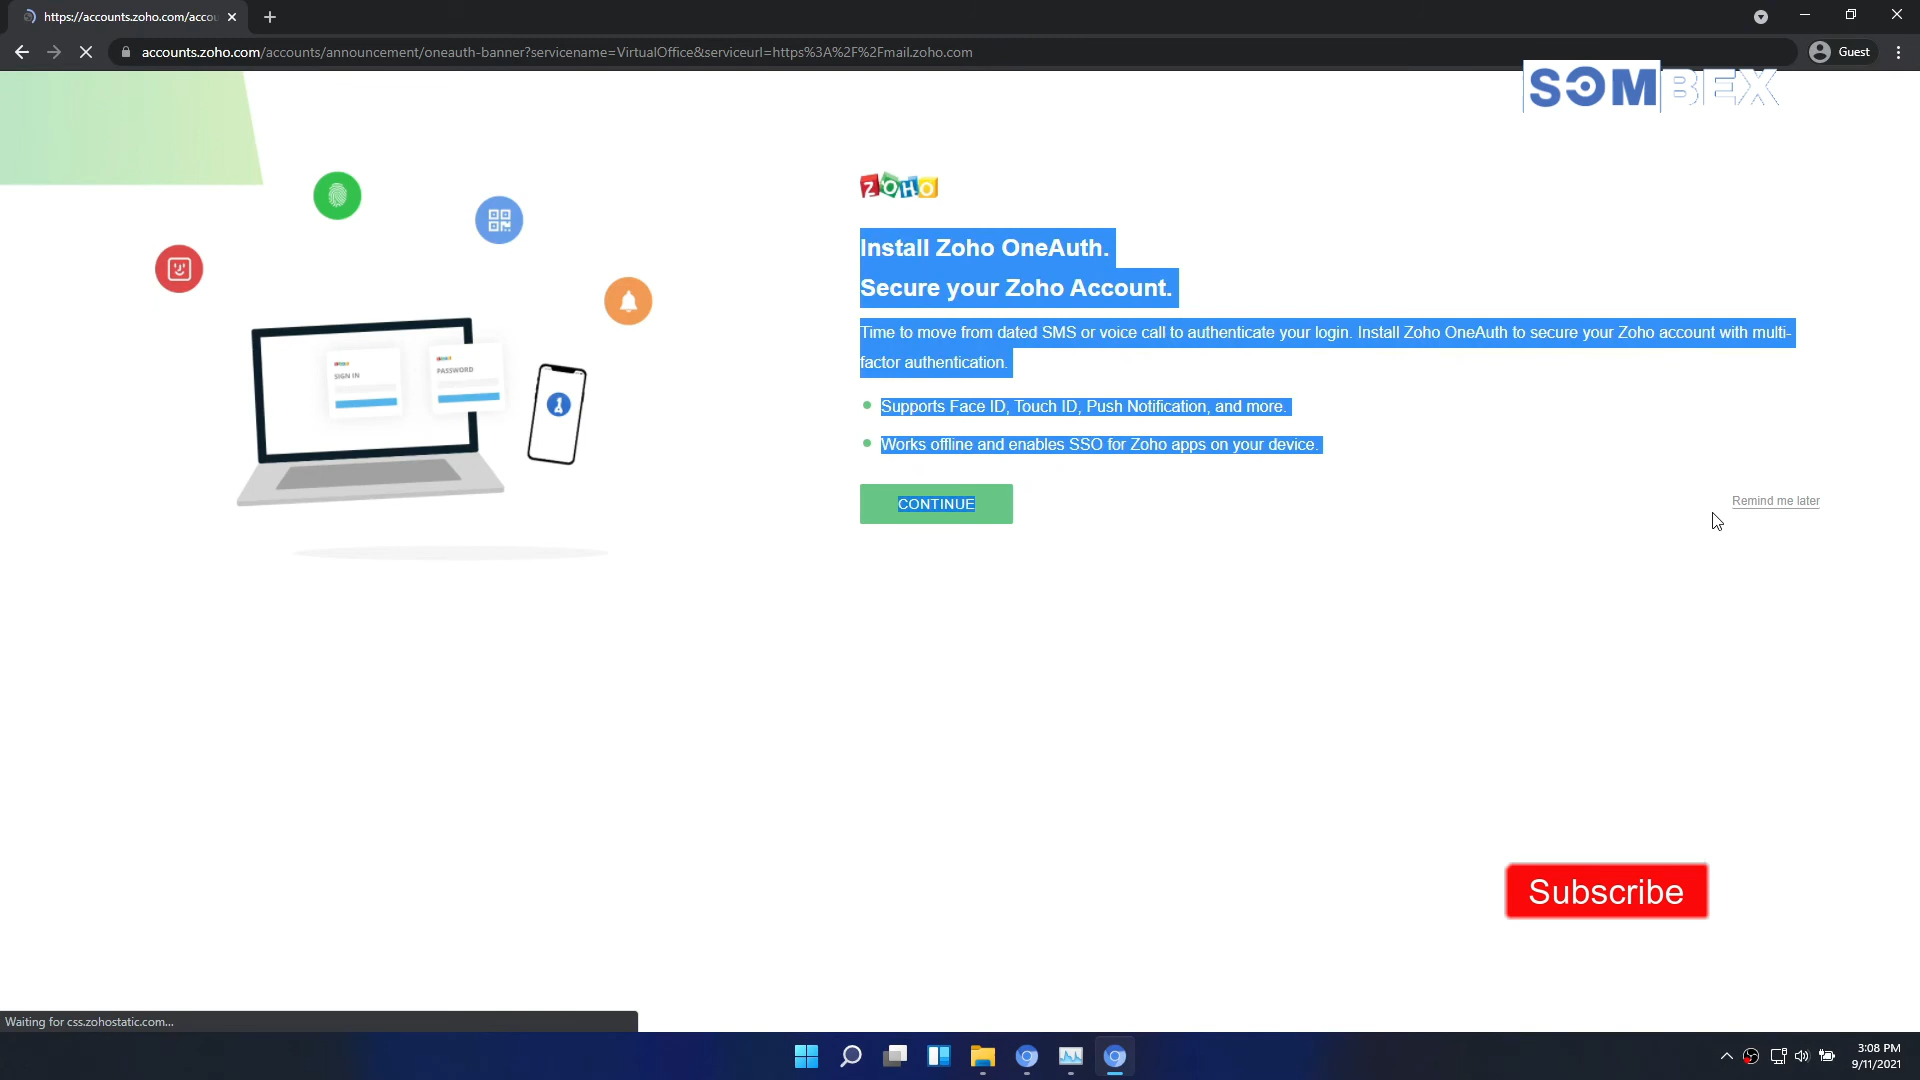 https://accounts.zoho.com/accou
accounts.zoho.com/accounts/announcement/oneauth-banner?servicename=VirtualOffice&serviceurl=https%3A%2F%2Fmail.zoho.com
Guest
SOMBEX
ZOHO
Install Zoho OneAuth.
Secure your Zoho Account.
Time to move from dated SMS or voice call to authenticate your login. Install Zoho OneAuth to secure your Zoho account with multi-
factor authentication.
SIGN IN
PASSWORD
Supports Face ID, Touch ID, Push Notification, and more.
Works offline and enables SSO for Zoho apps on your device.
CONTINUE
Remind me later
Subscribe
Waiting for css.zohostatic.com...
3:08 PM
9/11/2021